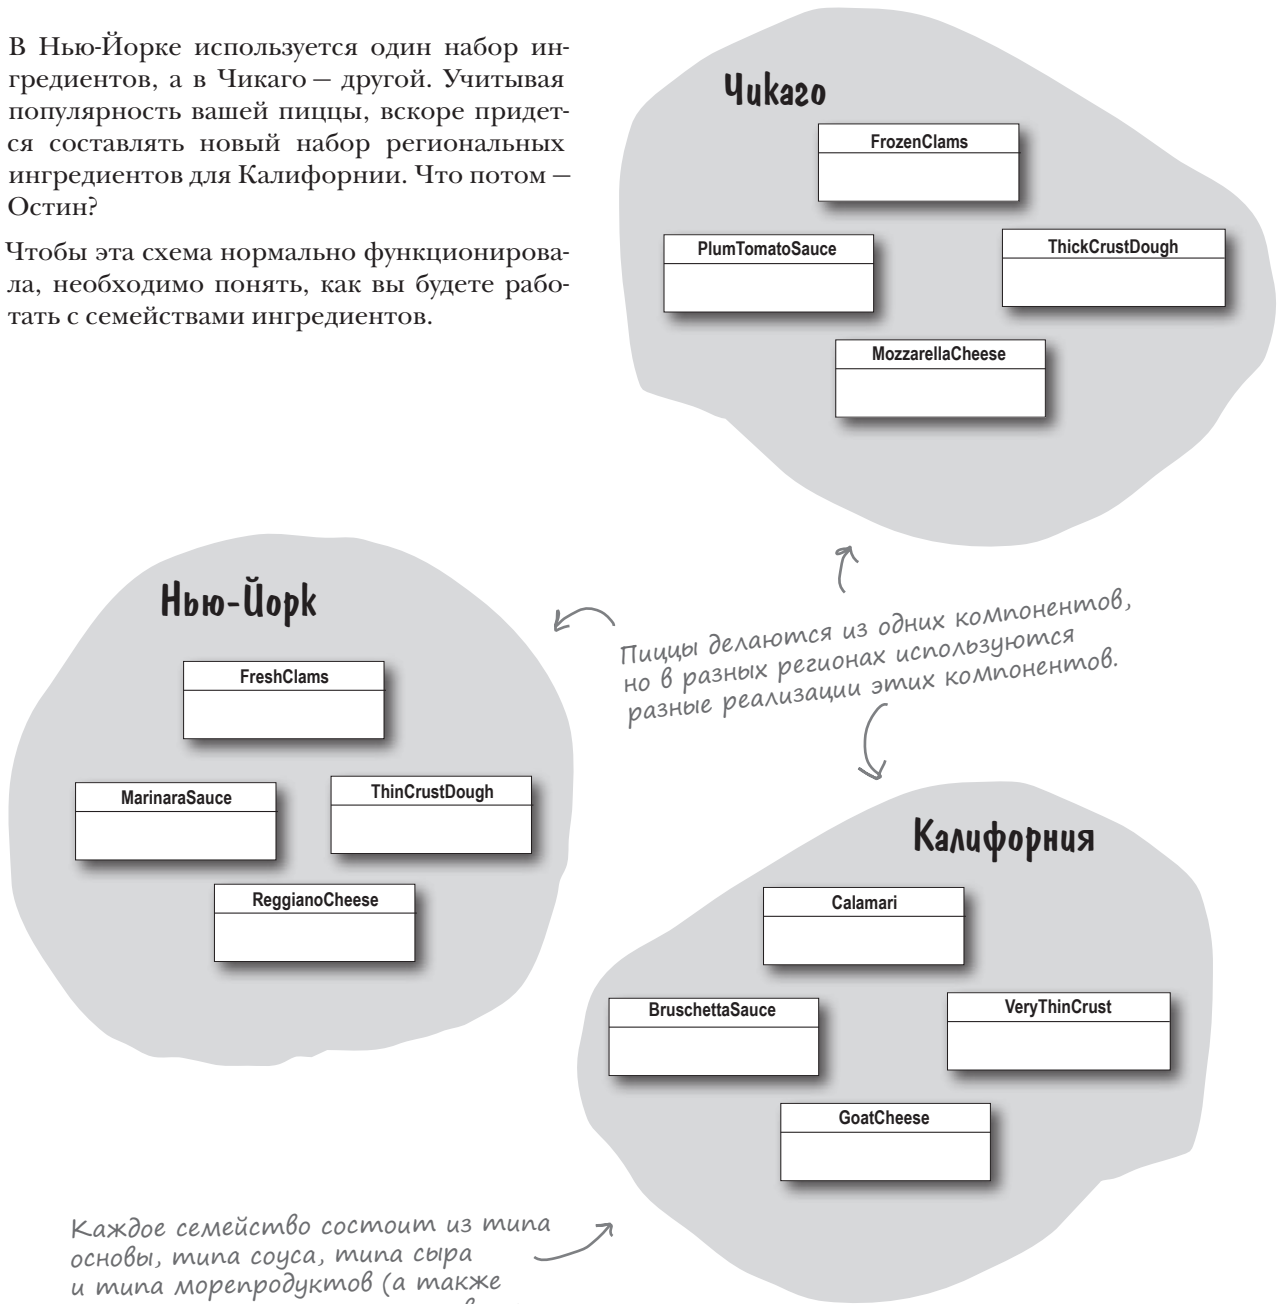 В Нью-Йорке используется один набор ин-
гредиентов, а в Чикаго — другой. Учитывая
популярность вашей пиццы, вскоре придет-
ся составлять новый набор региональных
ингредиентов для Калифорнии. Что потом —
Остин?
Чтобы эта схема нормально функционирова-
ла, необходимо понять, как вы будете рабо-
тать с семействами ингредиентов.
Чикаго
FrozenClams
PlumTomatoSauce
ThickCrustDough
MozzarellaCheese
Нью-Йорк
FreshClams
MarinaraSauce
ThinCrustDough
ReggianoCheese
Пиццы делаются из одних компонентов,
но в разных регионах используются
разные реализации этих компонентов.
Калифорния
Calamari
BruschettaSauce
VeryThinCrust
GoatCheese
Каждое семейство состоит из типа
основы, типа соуса, типа сыра
и типа морепродуктов (а также